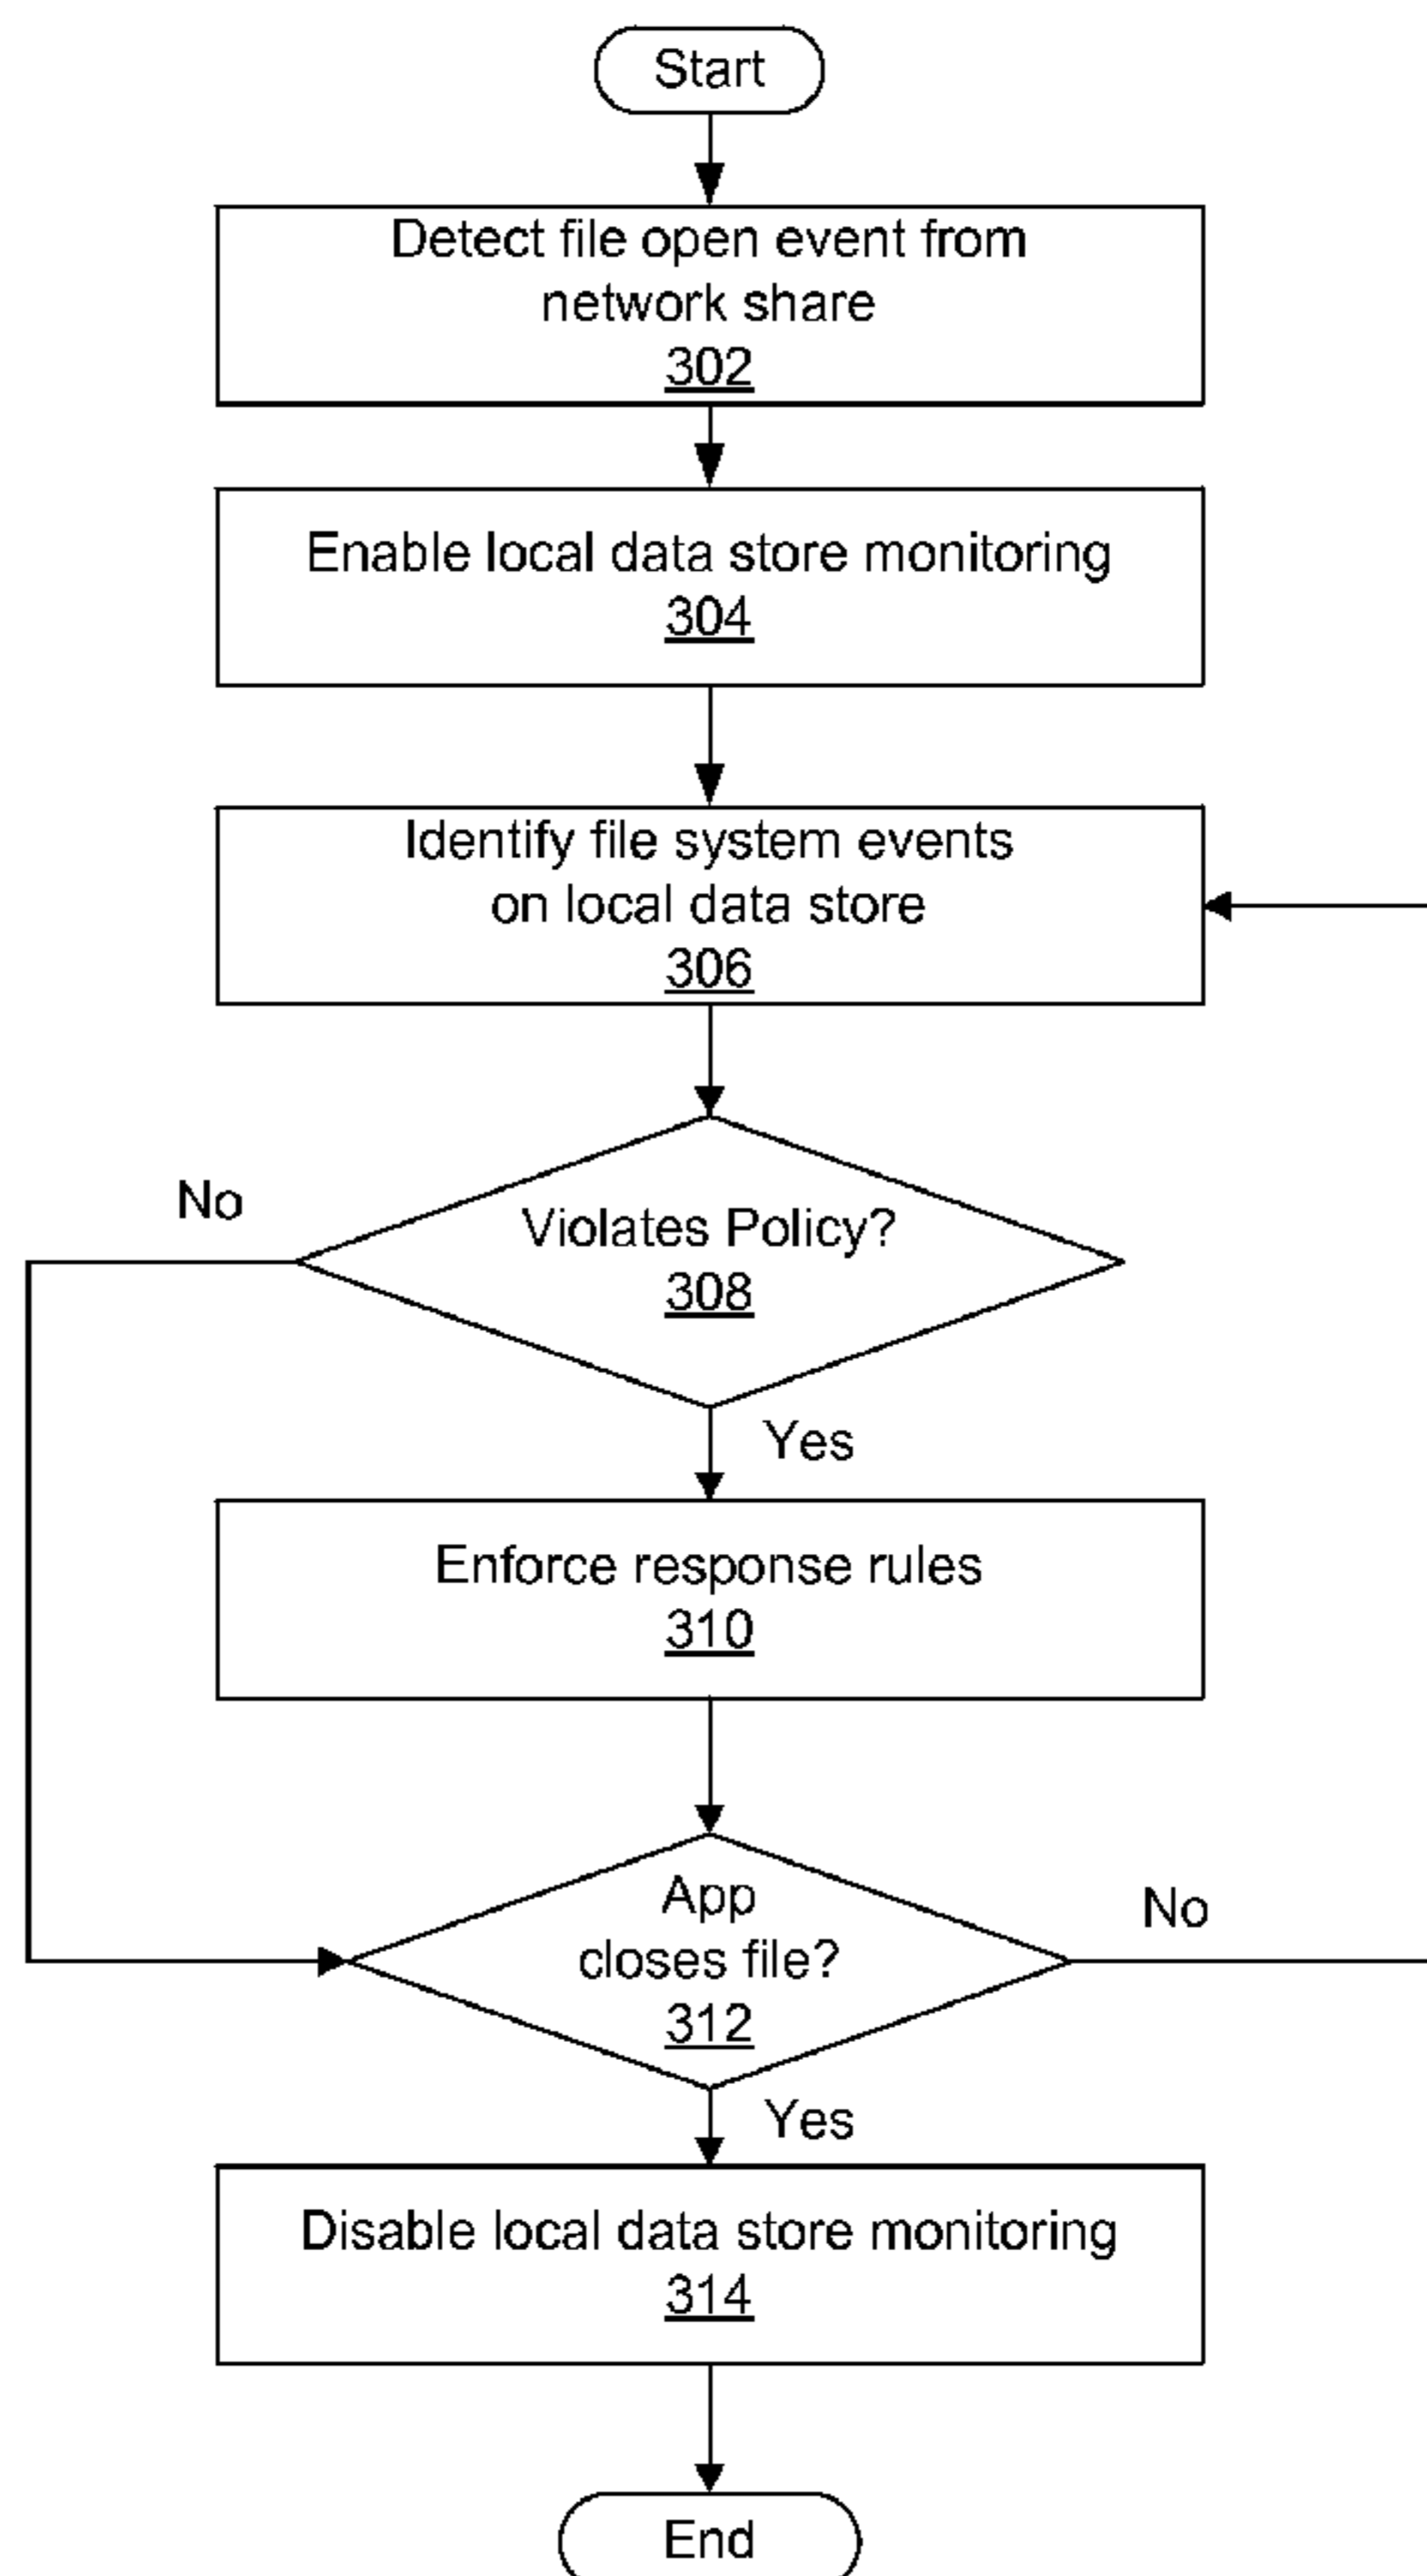 Start
Detect file open event from
network share
302
Enable local data store monitoring
304
Identify file system events
on local data store
306
No
Violates Policy?
308
Yes
Enforce response rules
310
App
closes file?
312
No
Yes
Disable local data store monitoring
314
End